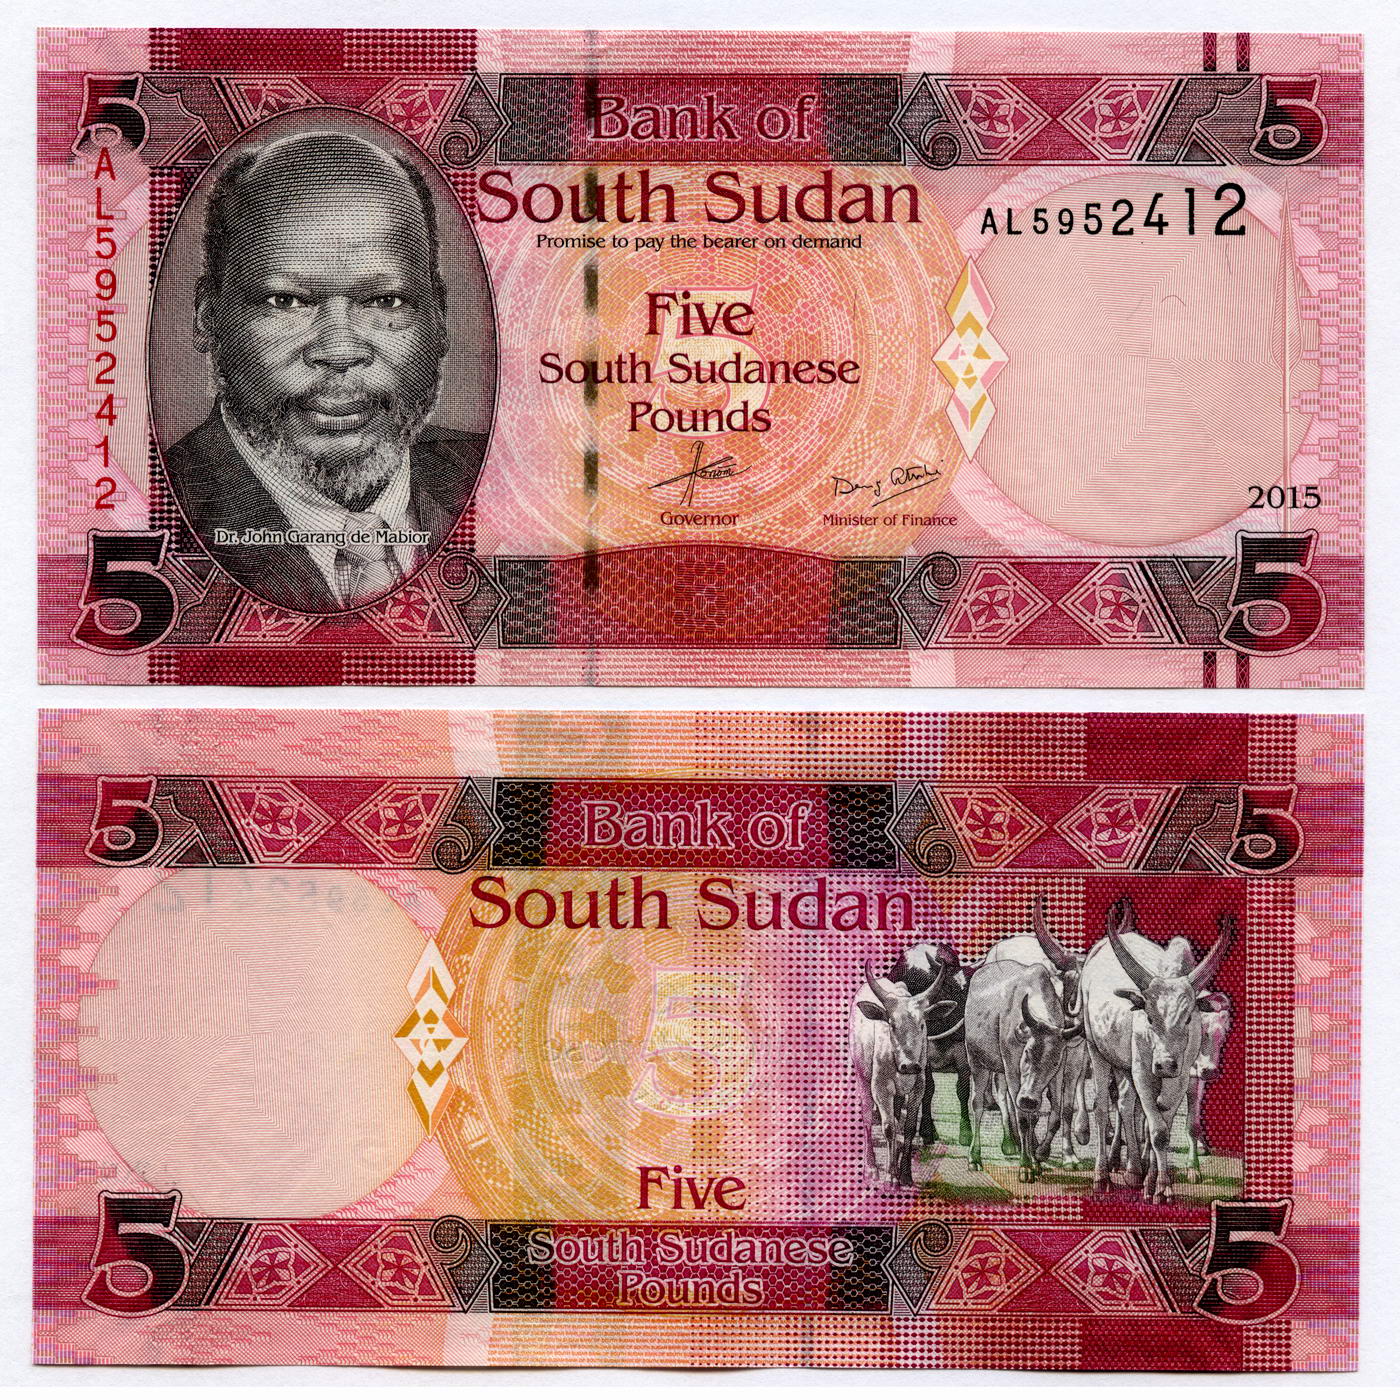 5
5
Bank of
South Sudan
Promise to pay the bearer on demand
AL5952412
AL5952412
5
Five
South Sudanese
Pounds
Governor
Minister of Finance
2015
Dr. John Garang de Mabior
5
5
5
5
Bank of
South Sudan
5
Five
5
5
South Sudanese
Pounds